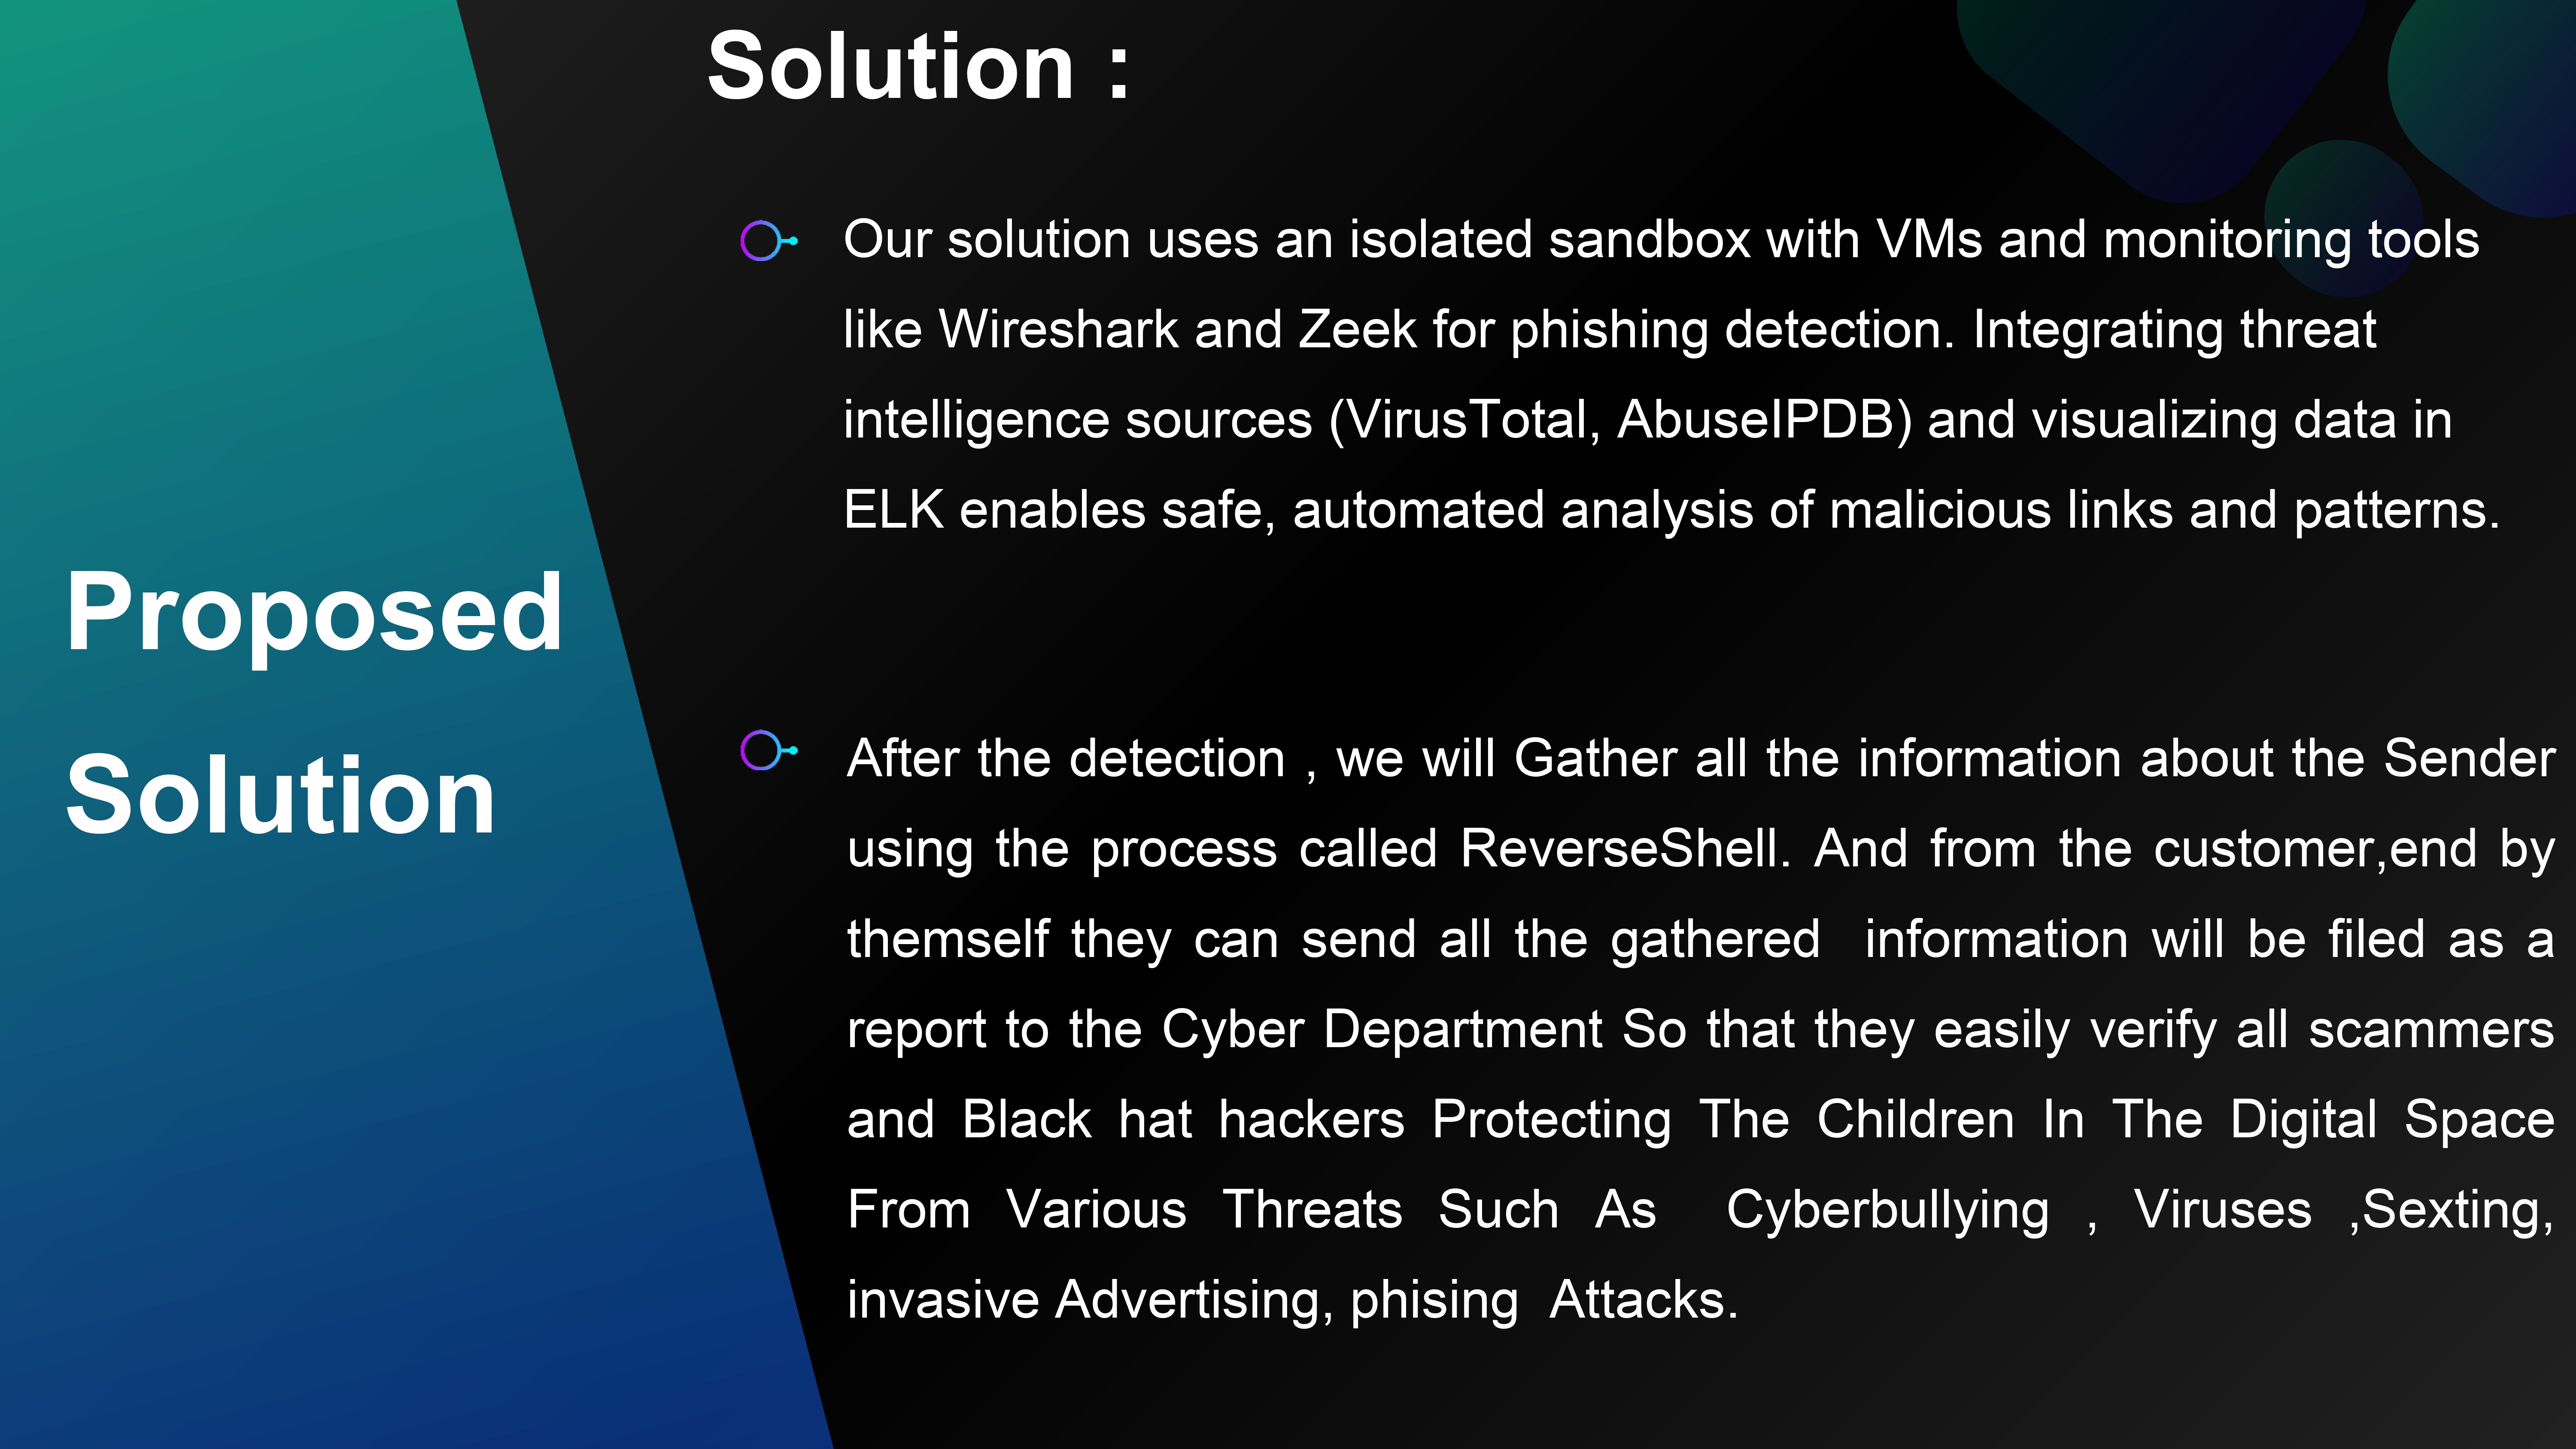 Solution :
Our solution uses an isolated sandbox with VMs and monitoring tools
like Wireshark and Zeek for phishing detection. Integrating threat
intelligence sources (VirusTotal, AbuseIPDB) and visualizing data in
ELK enables safe, automated analysis of malicious links and patterns.
Proposed
Solution
After the detection , we will Gather all the information about the Sender
using the process called ReverseShell. And from the customer,end by
themself they can send all the gathered information will be filed as a
report to the Cyber Department So that they easily verify all scammers
and Black hat hackers Protecting The Children In The Digital Space
From Various Threats Such As Cyberbullying , Viruses ,Sexting,
invasive Advertising, phising Attacks.